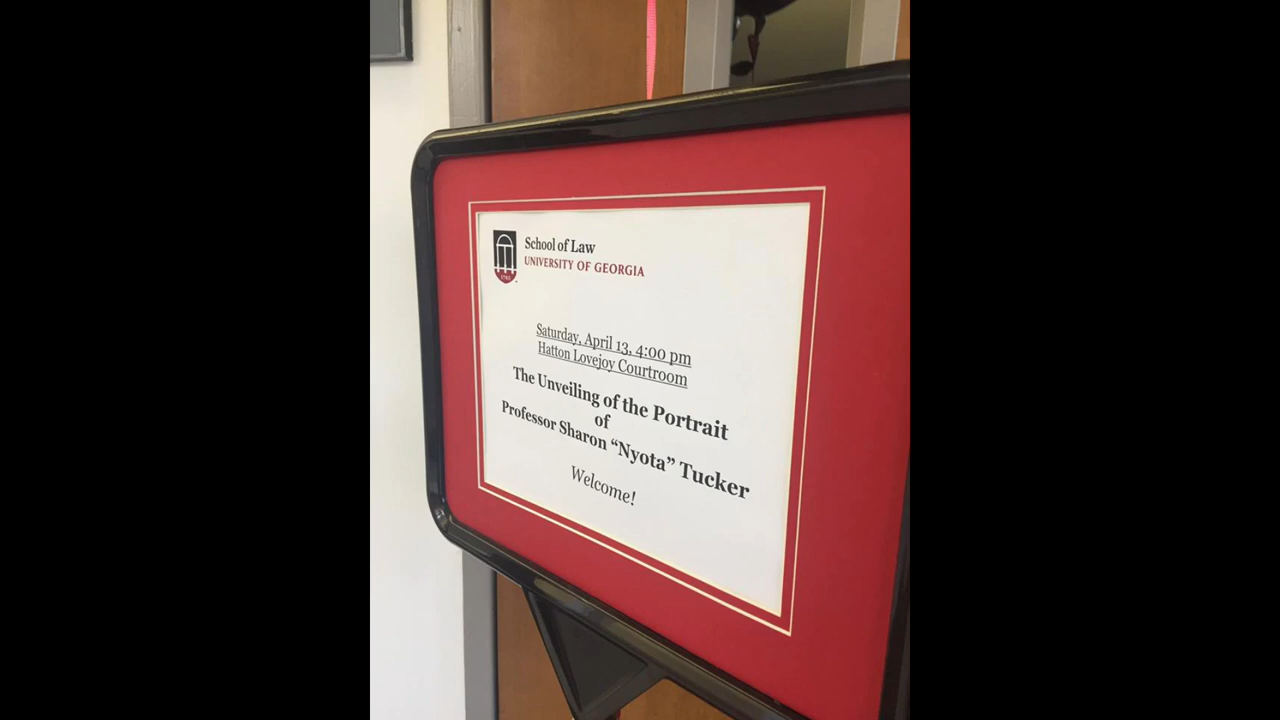 School of Law
UNIVERSITY OF GEORGIA
1785
Saturday, April 13, 4:00 pm
Hatton Lovejoy Courtroom
The Unveiling of the Portrait
of
Professor Sharon “Nyota” Tucker
Welcome!